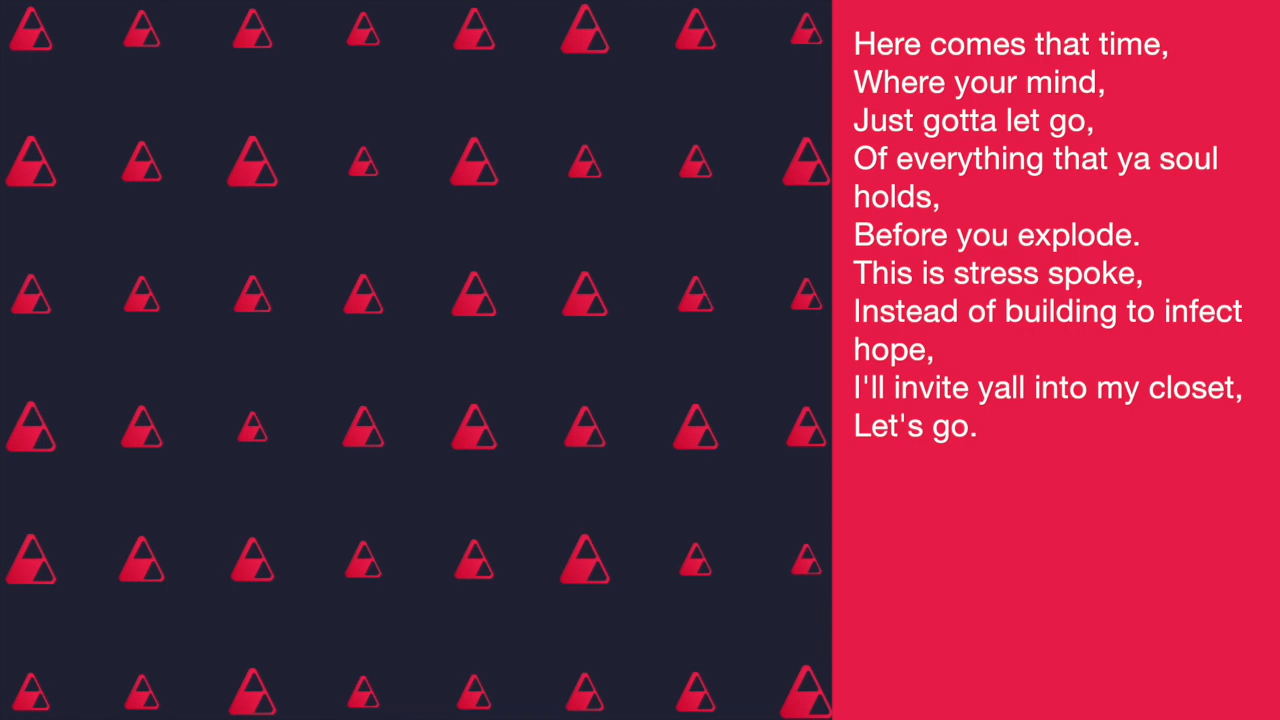 Here comes that time,
Where your mind,
Just gotta let go,
Of everything that ya soul
holds,
Before you explode.
This is stress spoke,
Instead of building to infect
hope,
I'll invite yall into my closet,
Let's go.